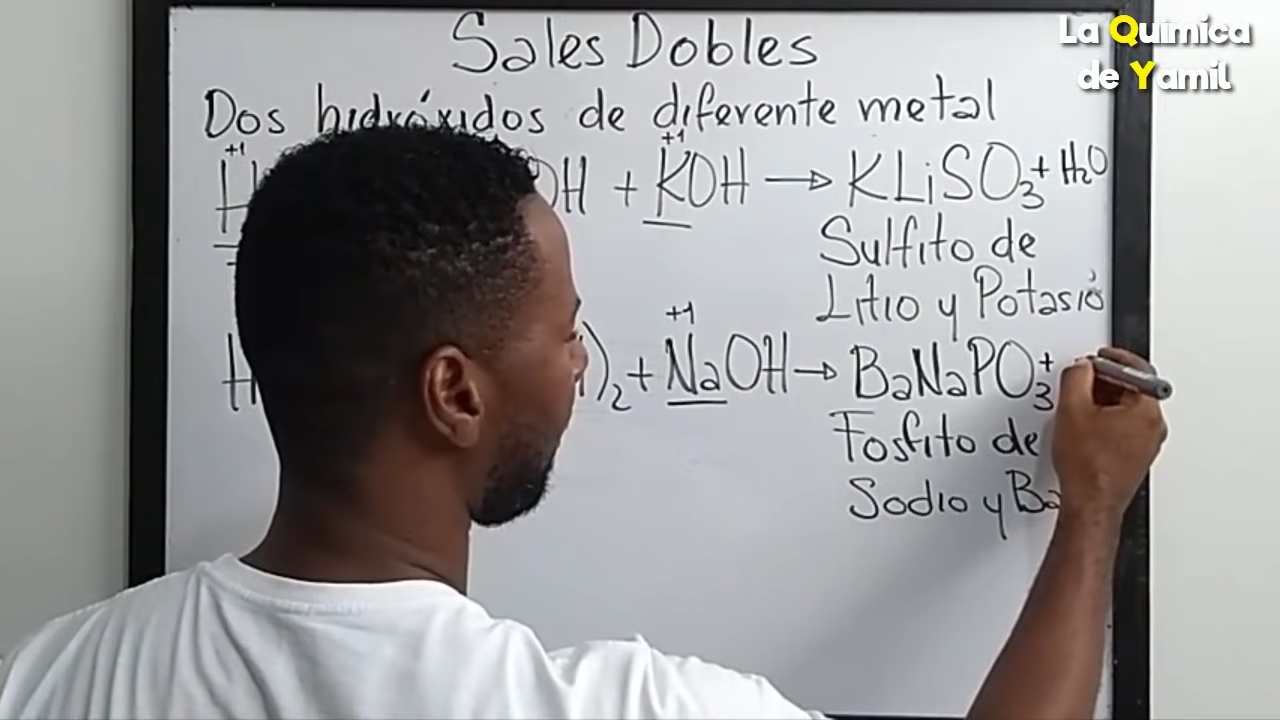 La Quimica
de Yamil
Sales Dobles
Dos hidróxidos de diferente metal
+1 +1
H OH + KOH → KLiSO₃ + H₂O
Sulfito de
Litio y Potasio
+1
H )₂ + NaOH → BaNaPO₃ +
Fosfito de
Sodio y Ba